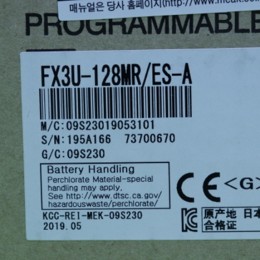 매뉴얼은 당사 홈페이지(http://www.
PROGRAMMABLE
FX3U-128MR/ES-A
M/C:09S23019053101
S/N:195A166 73700670
G/C:09S230
Battery Handling
Perchlorate Material-special
handling may apply, See
http://www.dtsc.ca.gov/
hazardouswaste/perchlorate/
CE <G>
KCC-REI-MEK-09S230
2019.05
原产地 日本
合格证